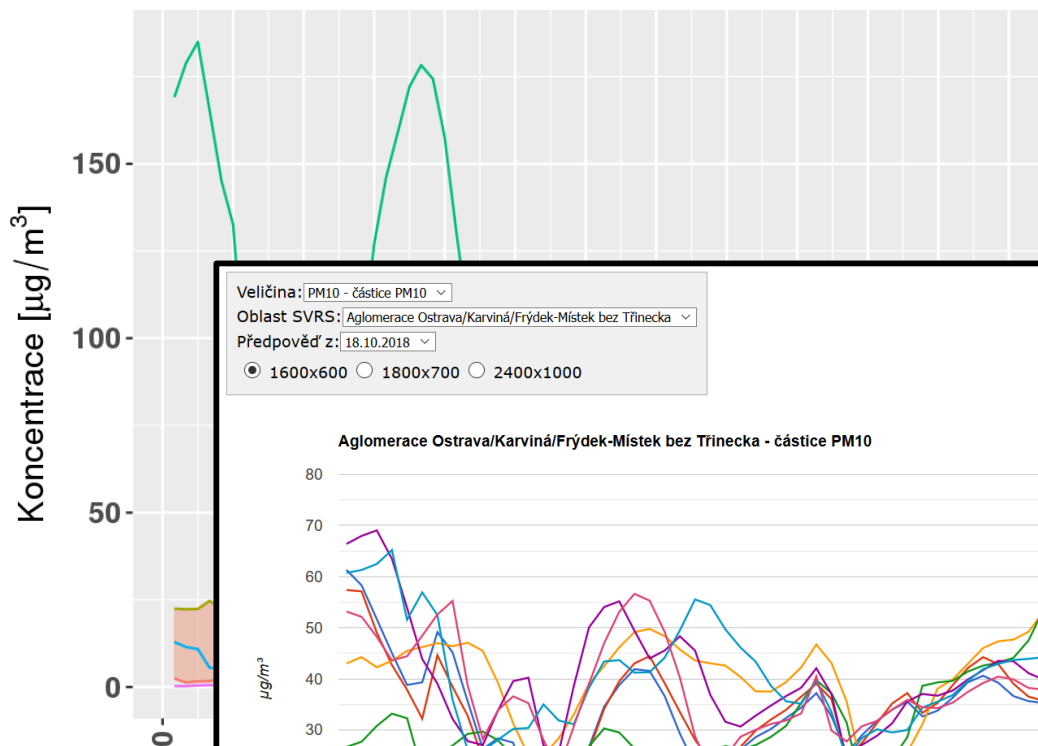 Koncentrace [µg/m³]
150
100
50
0
0
Veličina: PM10 - částice PM10
Oblast SVRS: Aglomerace Ostrava/Karviná/Frýdek-Místek bez Třinecka
Předpověď z: 18.10.2018
1600x600 1800x700 2400x1000
Aglomerace Ostrava/Karviná/Frýdek-Místek bez Třinecka - částice PM10
µg/m³
80
70
60
50
40
30